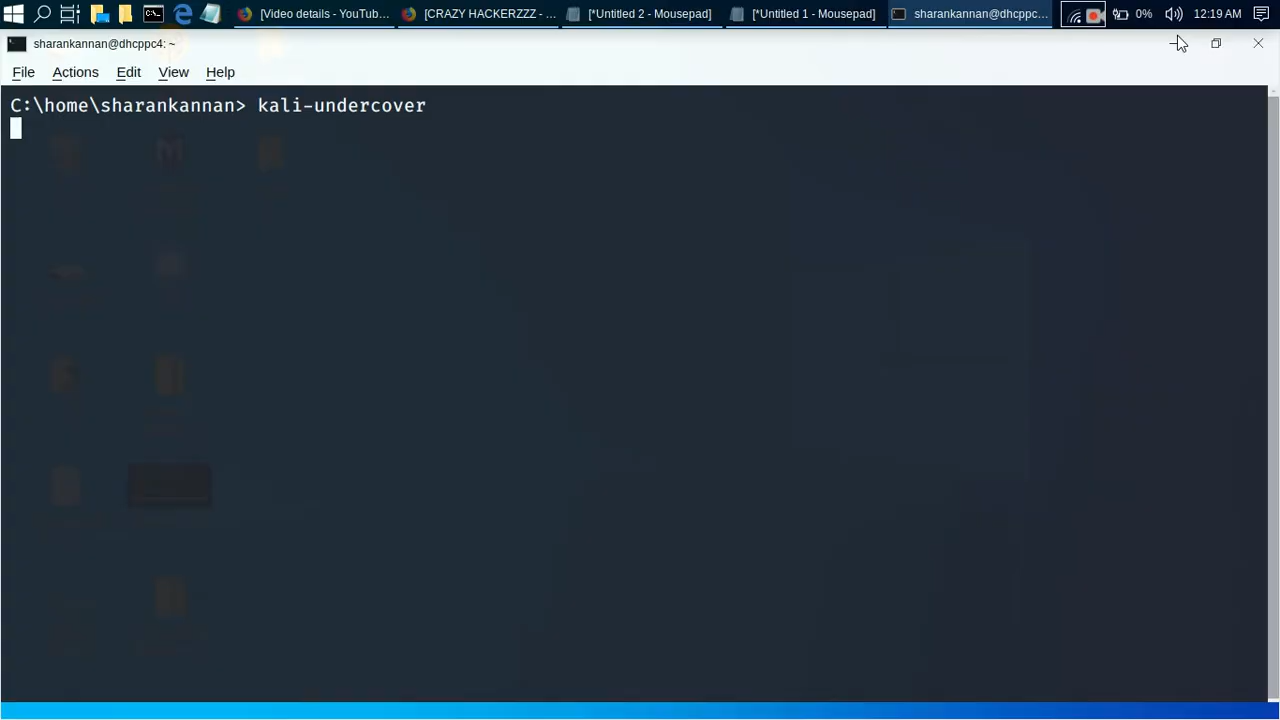 [Video details - YouTub...
[CRAZY HACKERZZZ - ...
[*Untitled 2 - Mousepad]
[*Untitled 1 - Mousepad]
sharankannan@dhcppc...
0%
12:19 AM
sharankannan@dhcppc4: ~
File Actions Edit View Help
C:\home\sharankannan> kali-undercover